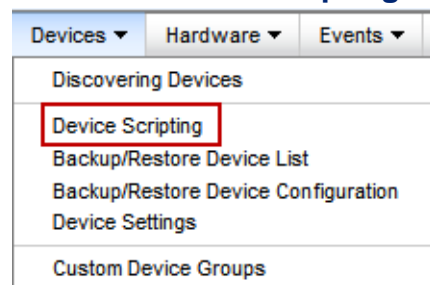 Devices ▼ Hardware ▼ Events ▼
Discovering Devices
Device Scripting
Backup/Restore Device List
Backup/Restore Device Configuration
Device Settings
Custom Device Groups